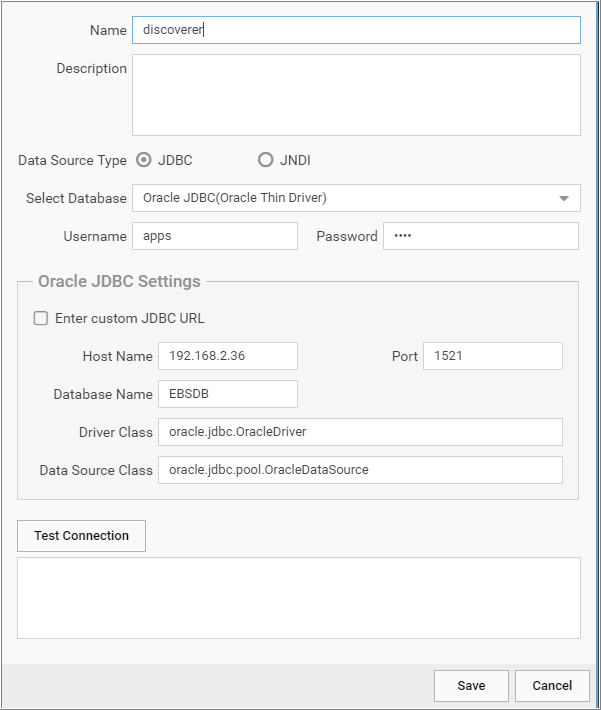 Name discoverer
Description
Data Source Type JDBC JNDI
Select Database Oracle JDBC(Oracle Thin Driver)
Username apps Password ••••
Oracle JDBC Settings
Enter custom JDBC URL
Host Name 192.168.2.36 Port 1521
Database Name EBSDB
Driver Class oracle.jdbc.OracleDriver
Data Source Class oracle.jdbc.pool.OracleDataSource
Test Connection
Save Cancel